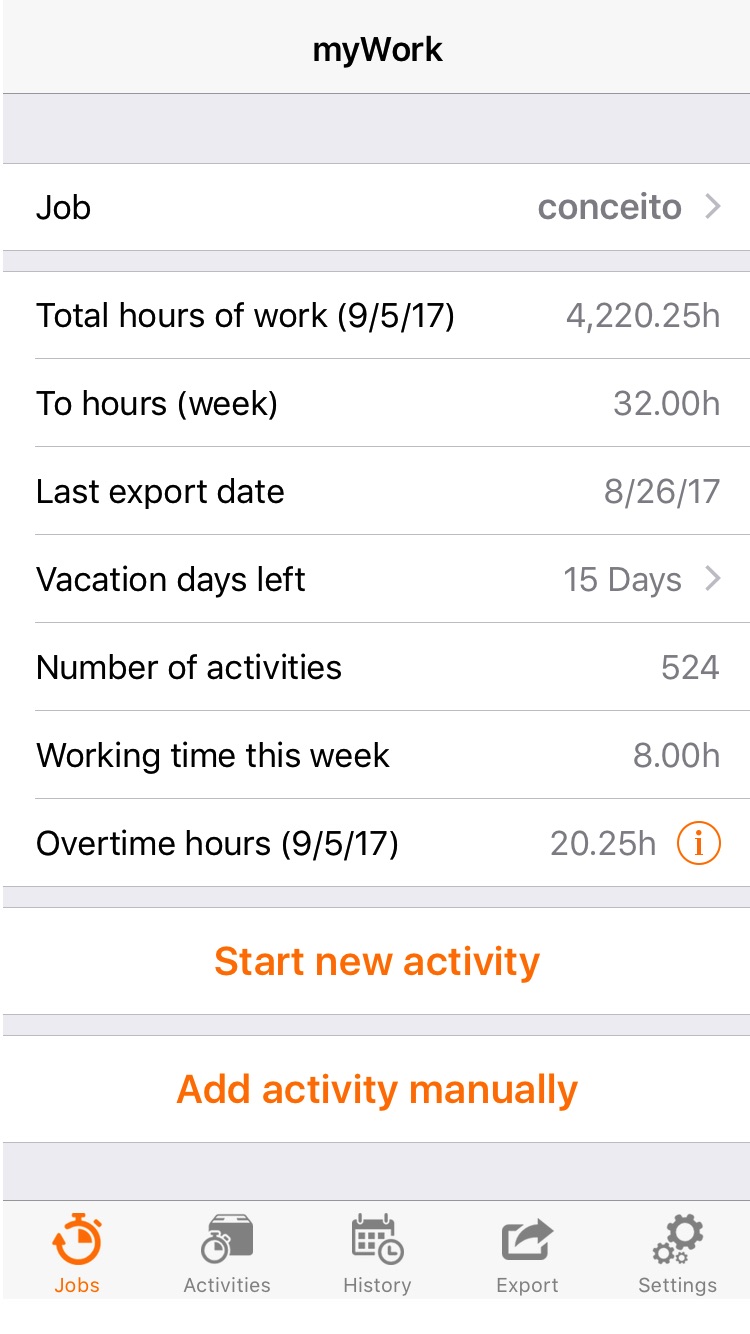 myWork
Job conceito
Total hours of work (9/5/17) 4,220.25h
To hours (week) 32.00h
Last export date 8/26/17
Vacation days left 15 Days
Number of activities 524
Working time this week 8.00h
Overtime hours (9/5/17) 20.25h i
Start new activity
Add activity manually
Jobs Activities History Export Settings